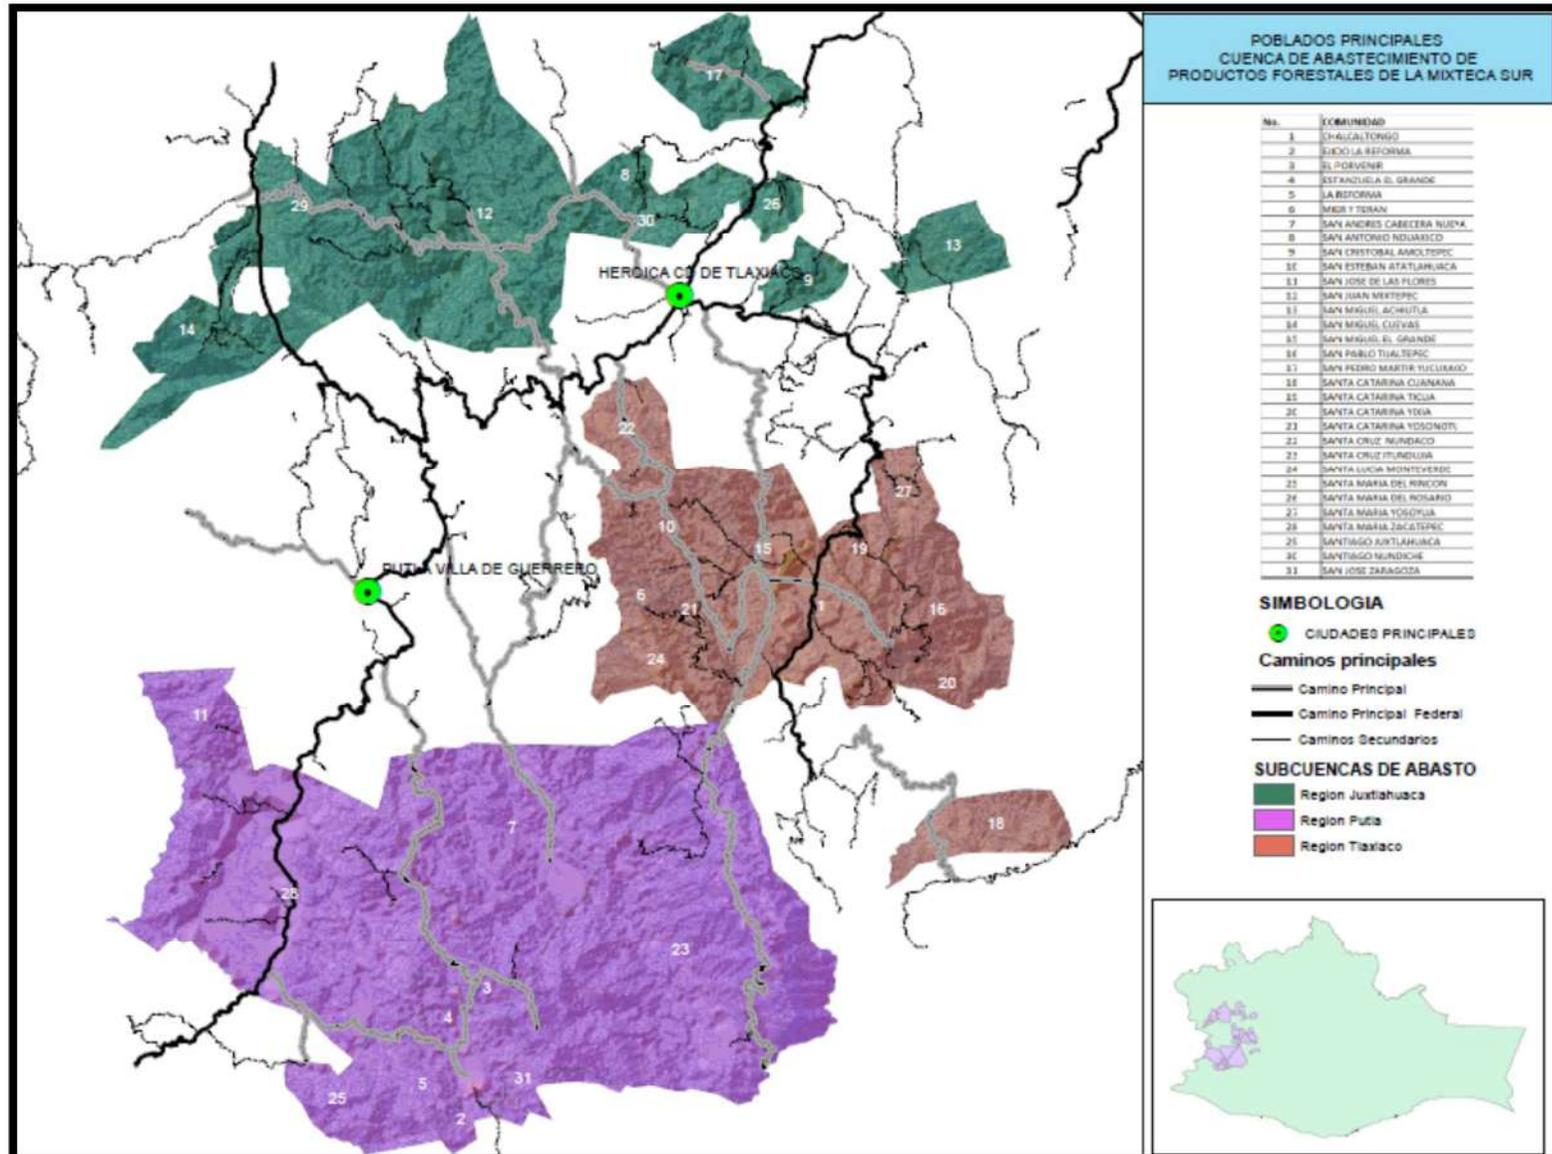 POBLADOS PRINCIPALES
CUENCA DE ABASTECIMIENTO DE
PRODUCTOS FORESTALES DE LA MIXTECA SUR
No. COMUNIDAD
1 CHALCALTONGO
2 EJIDO LA REFORMA
3 EL PORVENIR
4 ESTANZUELA EL GRANDE
5 LA REFORMA
6 MIER Y TERAN
7 SAN ANDRES CABECERA NUEVA
8 SAN ANTONIO NDUAXICO
9 SAN CRISTOBAL AMOLTEPEC
10 SAN ESTEBAN ATATLAHUACA
11 SAN JOSE DE LAS FLORES
12 SAN JUAN MIXTEPEC
13 SAN MIGUEL ACHIUTLA
14 SAN MIGUEL CUEVAS
15 SAN MIGUEL EL GRANDE
16 SAN PABLO TIJALTEPEC
17 SAN PEDRO MARTIR YUCUXACO
18 SANTA CATARINA CUANANA
19 SANTA CATARINA TICUA
20 SANTA CATARINA YIXIA
21 SANTA CATARINA YOSONOTU
22 SANTA CRUZ NUNDACO
23 SANTA CRUZ ITUNDUJIA
24 SANTA LUCIA MONTEVERDE
25 SANTA MARIA DEL RINCON
26 SANTA MARIA DEL ROSARIO
27 SANTA MARIA YOSOYUA
28 SANTA MARIA ZACATEPEC
29 SANTIAGO JUXTLAHUACA
30 SANTIAGO NUNDICHE
31 SAN JOSE ZARAGOZA
SIMBOLOGIA
CIUDADES PRINCIPALES
Caminos principales
Camino Principal
Camino Principal Federal
Caminos Secundarios
SUBCUENCAS DE ABASTO
Region Juxtlahuaca
Region Putla
Region Tlaxiaco
17
8
29
12
30
26
13
HEROICA CD DE TLAXIACO
9
14
22
27
10
15
19
PUTLA VILLA DE GUERRERO
6
21
1
16
24
20
11
7
18
28
23
3
4
5
31
25
2